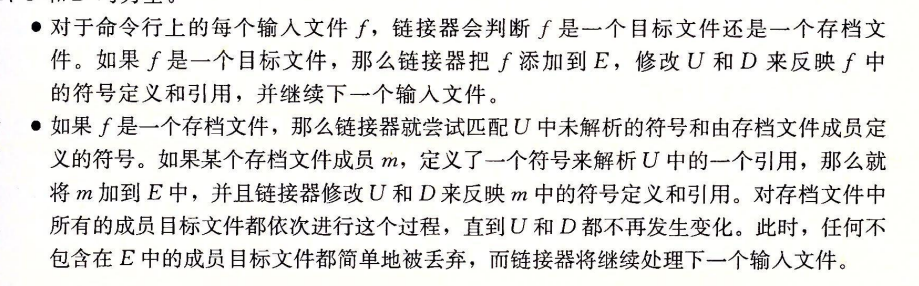 ● 对于命令行上的每个输入文件 f，链接器会判断 f 是一个目标文件还是一个存档文
件。如果 f 是一个目标文件，那么链接器把 f 添加到 E，修改 U 和 D 来反映 f 中
的符号定义和引用，并继续下一个输入文件。
● 如果 f 是一个存档文件，那么链接器就尝试匹配 U 中未解析的符号和由存档文件成员定
义的符号。如果某个存档文件成员 m，定义了一个符号来解析 U 中的一个引用，那么就
将 m 加到 E 中，并且链接器修改 U 和 D 来反映 m 中的符号定义和引用。对存档文件中
所有的成员目标文件都依次进行这个过程，直到 U 和 D 都不再发生变化。此时，任何不
包含在 E 中的成员目标文件都简单地被丢弃，而链接器将继续处理下一个输入文件。